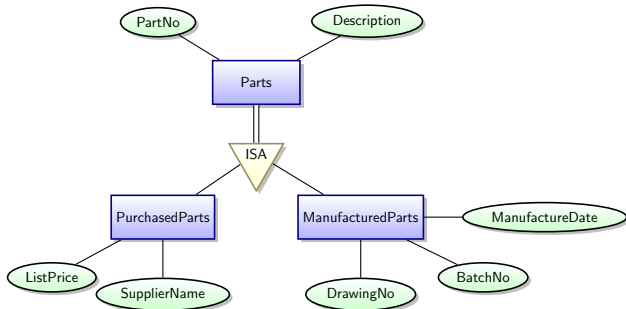 PartNo
Description
Parts
ISA
PurchasedParts
ManufacturedParts
ManufactureDate
ListPrice
SupplierName
DrawingNo
BatchNo